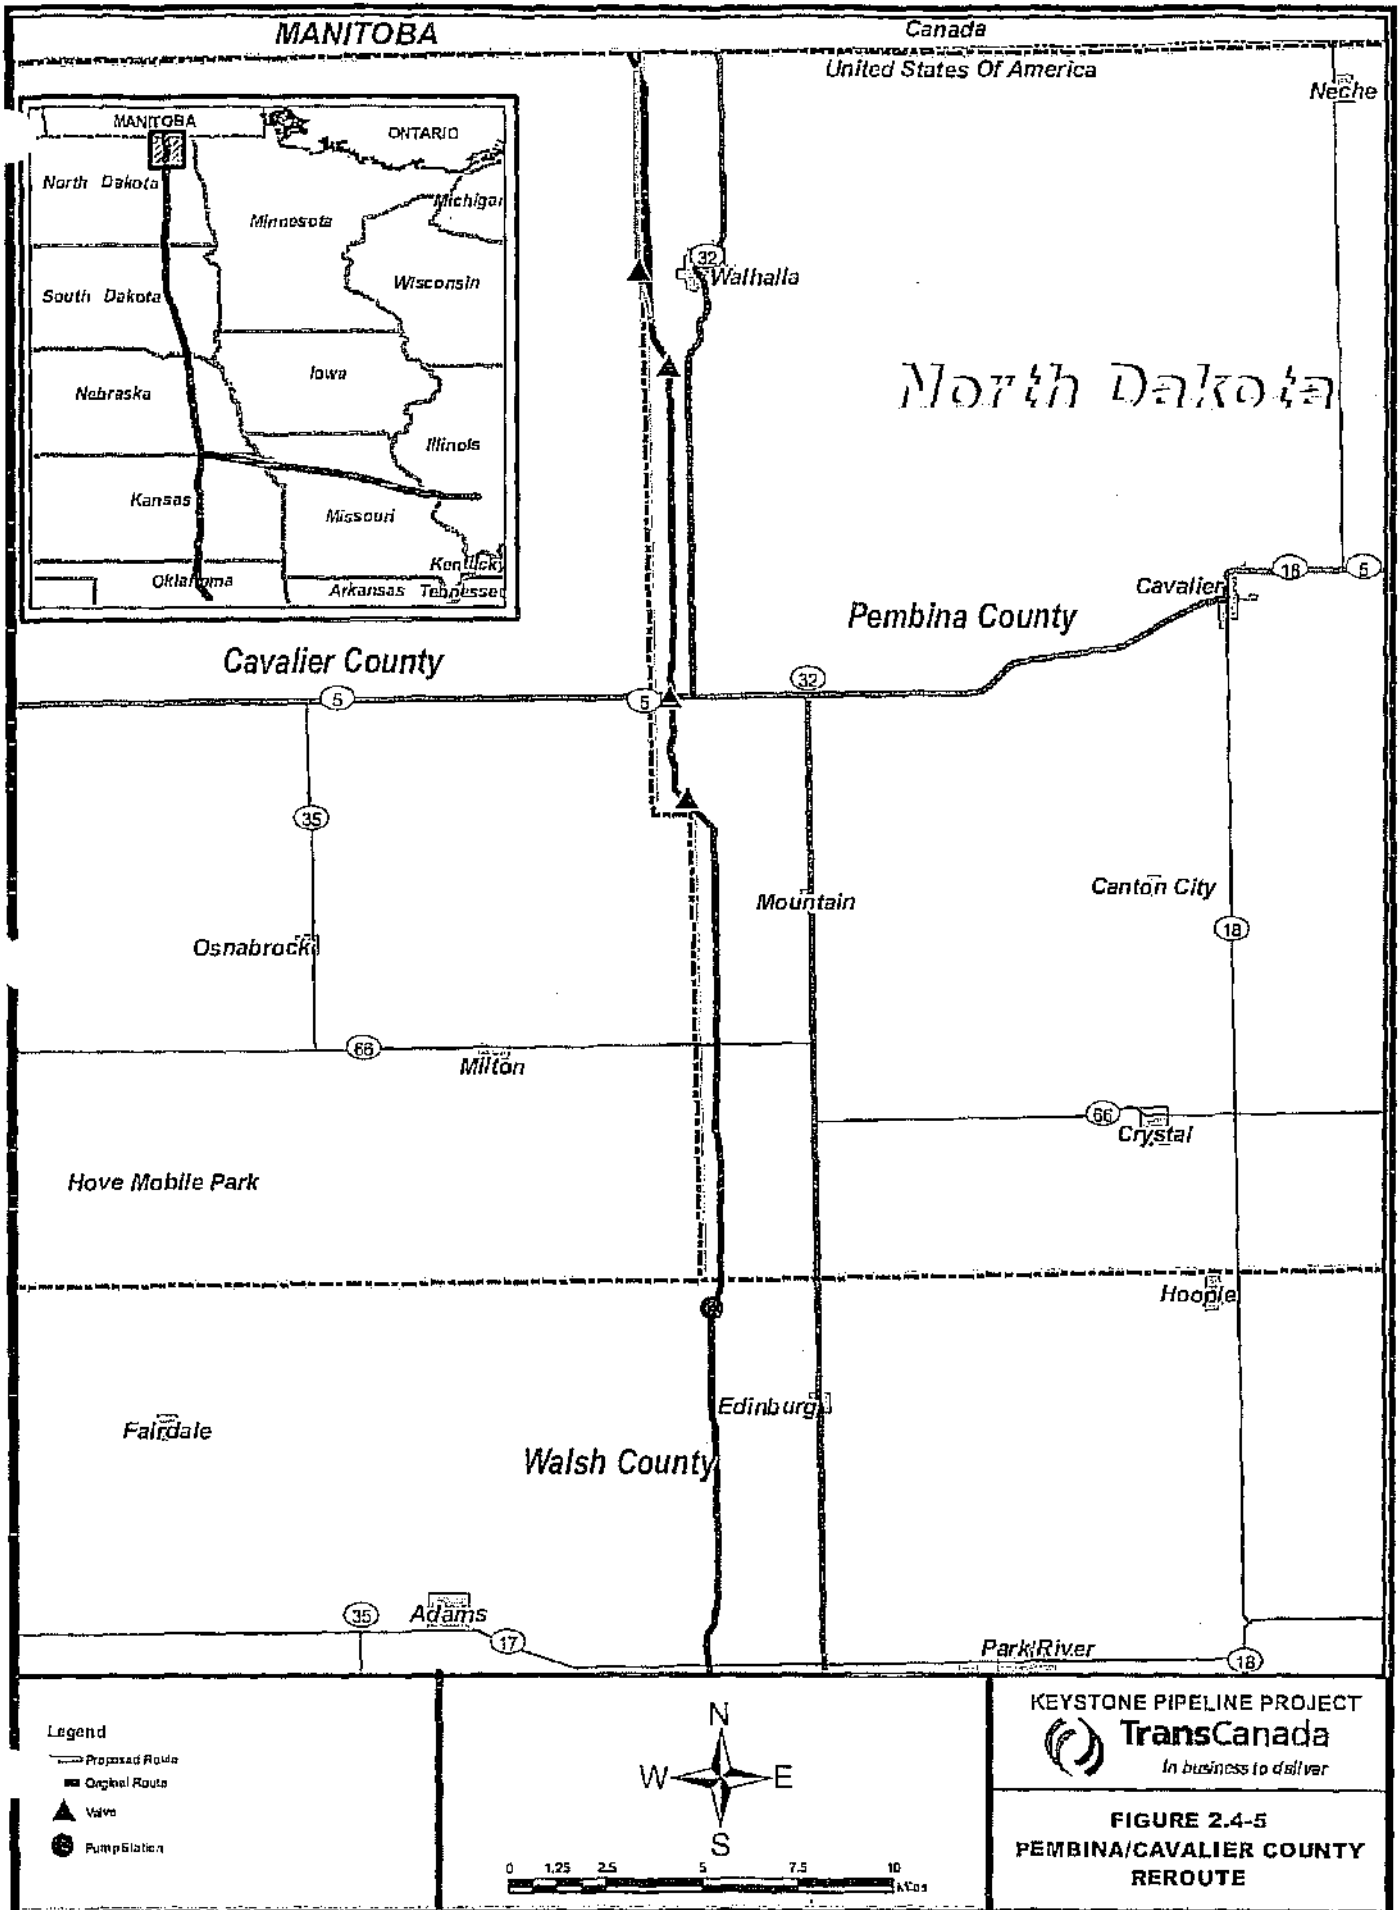 MANITOBA
Canada
United States Of America
Neche
MANITOBA
ONTARIO
North Dakota
Minnesota
Michigan
Wisconsin
South Dakota
Iowa
Nebraska
Illinois
Kansas
Missouri
Kentucky
Oklahoma
Arkansas
Tennessee
32
Walhalla
North Dakota
18
5
Cavalier
Pembina County
Cavalier County
5
5
32
35
Mountain
Canton City
18
Osnabrock
66
Milton
66
Crystal
Hove Mobile Park
Hoople
Edinburg
Fairdale
Walsh County
35
Adams
17
Park River
18
Legend
Proposed Route
Original Route
Valve
Pump Station
N
W
E
S
0 1.25 2.5 5 7.5 10
Miles
KEYSTONE PIPELINE PROJECT
TransCanada
In business to deliver
FIGURE 2.4-5
PEMBINA/CAVALIER COUNTY
REROUTE